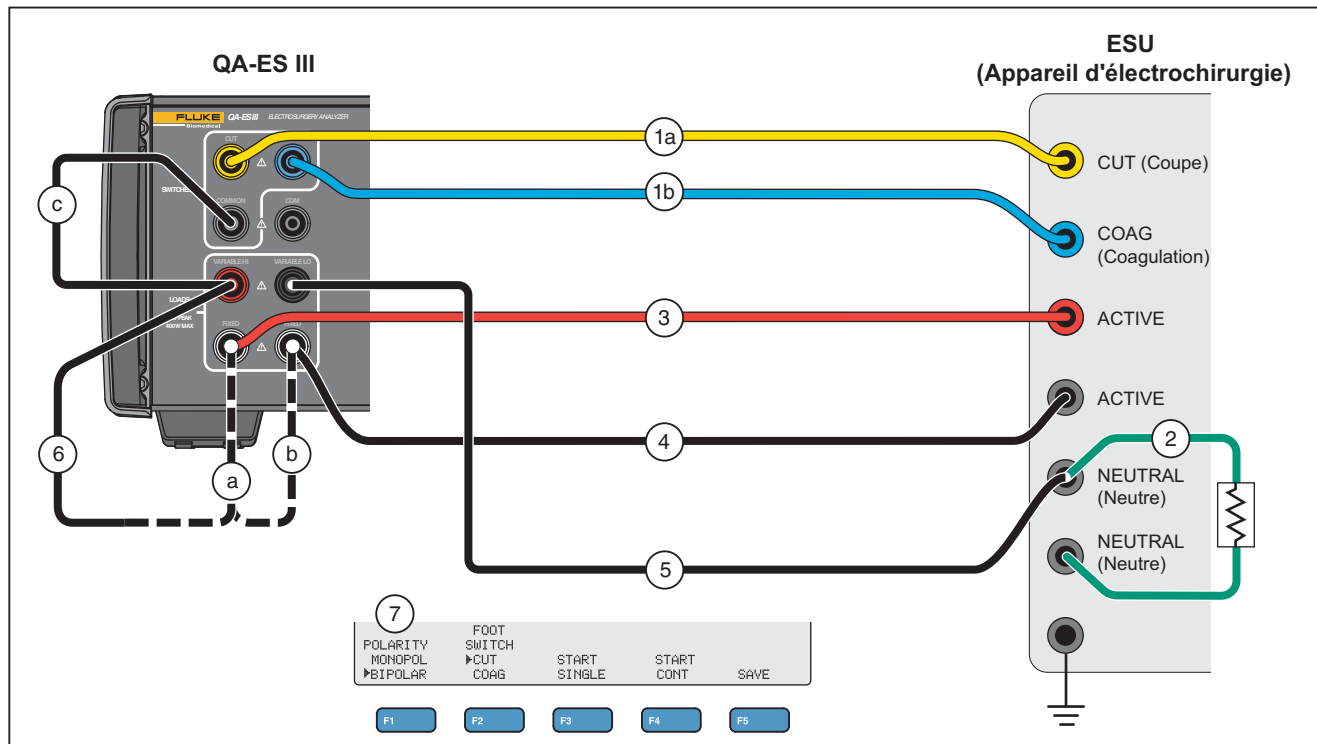 QA-ES III
ESU
(Appareil d'électrochirurgie)
FLUKE
Biomedical
QA-ES III
ELECTROSURGERY ANALYZER
CUT
COMMON
COM
VARIABLE HI
VARIABLE LO
LOADS
400W MAX
FIXED
FIXED
1a
1b
c
3
4
5
6
a
b
2
CUT (Coupe)
COAG
(Coagulation)
ACTIVE
ACTIVE
NEUTRAL
(Neutre)
NEUTRAL
(Neutre)
7
POLARITY
MONOPOL
▶BIPOLAR
FOOT
SWITCH
▶CUT
COAG
START
SINGLE
START
CONT
SAVE
F1
F2
F3
F4
F5